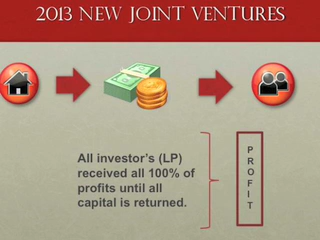 2013 NEW JOINT VENTURES
All investor's (LP)
received all 100% of
profits until all
capital is returned.
P
R
O
F
I
T